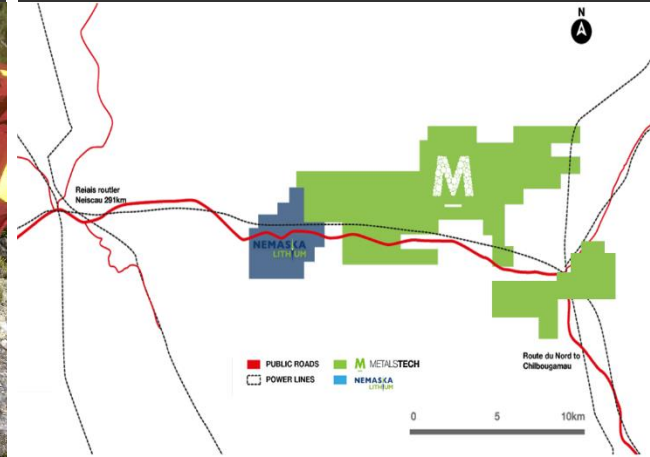 N
Relais routier
Neiscau 291km
M
NEMASKA
LITHIUM
PUBLIC ROADS
M METALSTECH
POWER LINES
NEMASKA
LITHIUM
Route du Nord to
Chilbougamau
0 5 10km